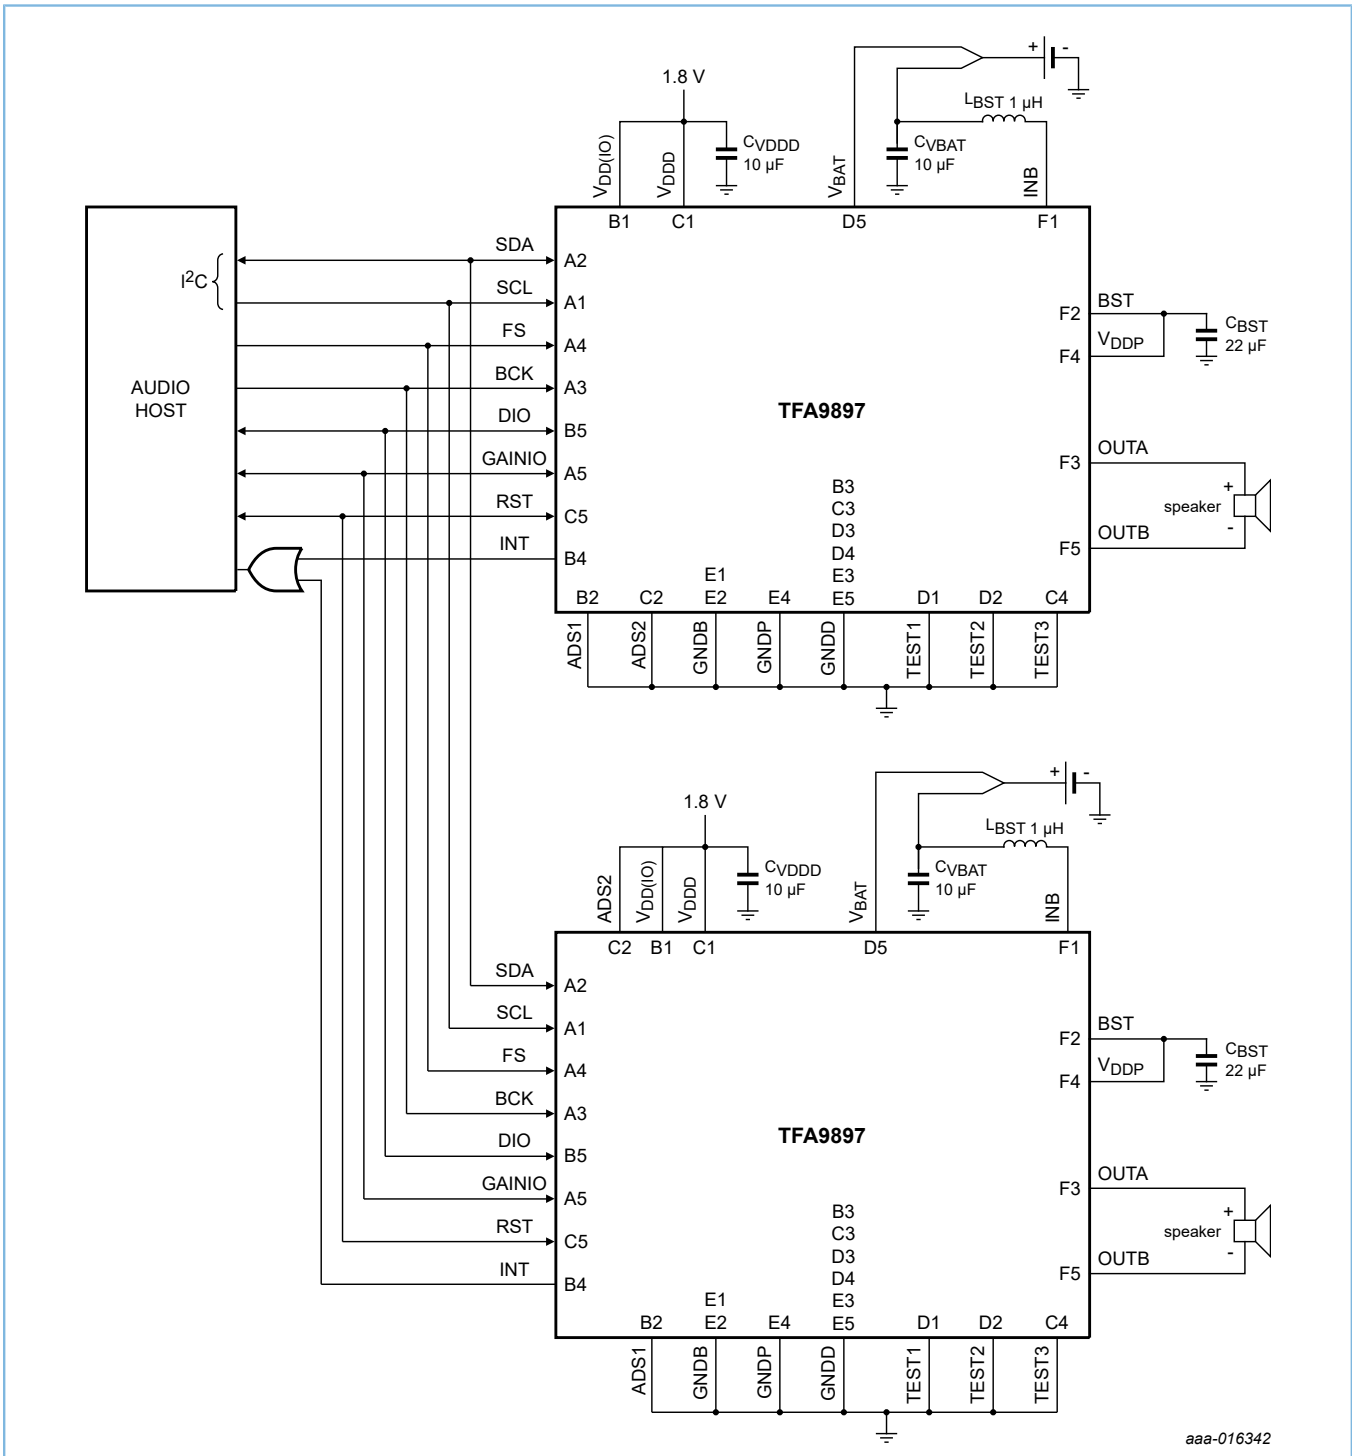 + -
1.8 V
LBST 1 µH
CVDDD
10 µF
CVBAT
10 µF
VDD(IO)
VDDD
VBAT
INB
B1
C1
D5
F1
I2C
SDA
A2
SCL
A1
FS
A4
BCK
A3
DIO
B5
GAINIO
A5
RST
C5
INT
B4
AUDIO
HOST
TFA9897
F2
BST
F4
VDDP
CBST
22 µF
F3
OUTA
+
speaker
-
F5
OUTB
B3
C3
D3
D4
E3
E5
E1
E2
B2
C2
E4
D1
D2
C4
ADS1
ADS2
GNDB
GNDP
GNDD
TEST1
TEST2
TEST3
+ -
1.8 V
LBST 1 µH
CVDDD
10 µF
CVBAT
10 µF
ADS2
VDD(IO)
VDDD
VBAT
INB
C2
B1
C1
D5
F1
SDA
A2
SCL
A1
FS
A4
BCK
A3
DIO
B5
GAINIO
A5
RST
C5
INT
B4
TFA9897
F2
BST
F4
VDDP
CBST
22 µF
F3
OUTA
+
speaker
-
F5
OUTB
B3
C3
D3
D4
E3
E5
E1
E2
B2
E4
D1
D2
C4
ADS1
GNDB
GNDP
GNDD
TEST1
TEST2
TEST3
aaa-016342